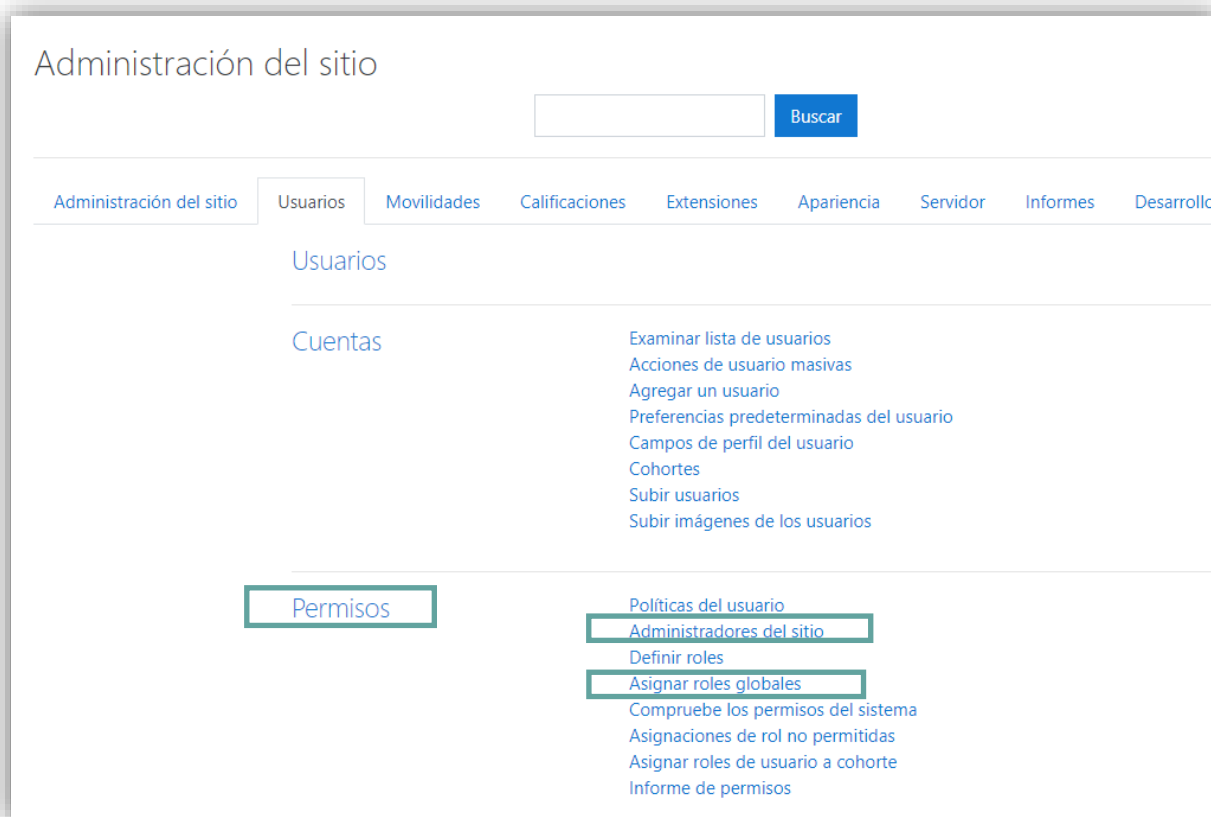 Administración del sitio
Buscar
Administración del sitio Usuarios Movilidades Calificaciones Extensiones Apariencia Servidor Informes Desarrollo
Usuarios
Cuentas
Examinar lista de usuarios
Acciones de usuario masivas
Agregar un usuario
Preferencias predeterminadas del usuario
Campos de perfil del usuario
Cohortes
Subir usuarios
Subir imágenes de los usuarios
Permisos
Políticas del usuario
Administradores del sitio
Definir roles
Asignar roles globales
Compruebe los permisos del sistema
Asignaciones de rol no permitidas
Asignar roles de usuario a cohorte
Informe de permisos